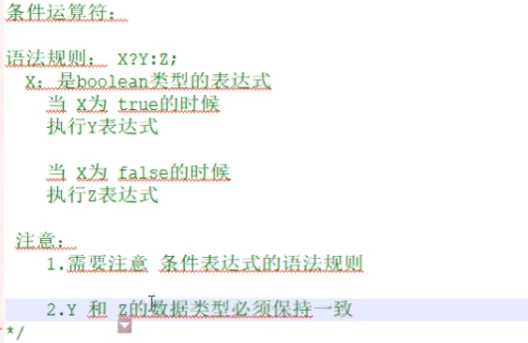 条件运算符：
语法规则： X?Y:Z;
X：是boolean类型的表达式
当 X为 true的时候
执行Y表达式
当 X为 false的时候
执行Z表达式
注意：
1.需要注意 条件表达式的语法规则
2.Y 和 Z的数据类型必须保持一致
*/